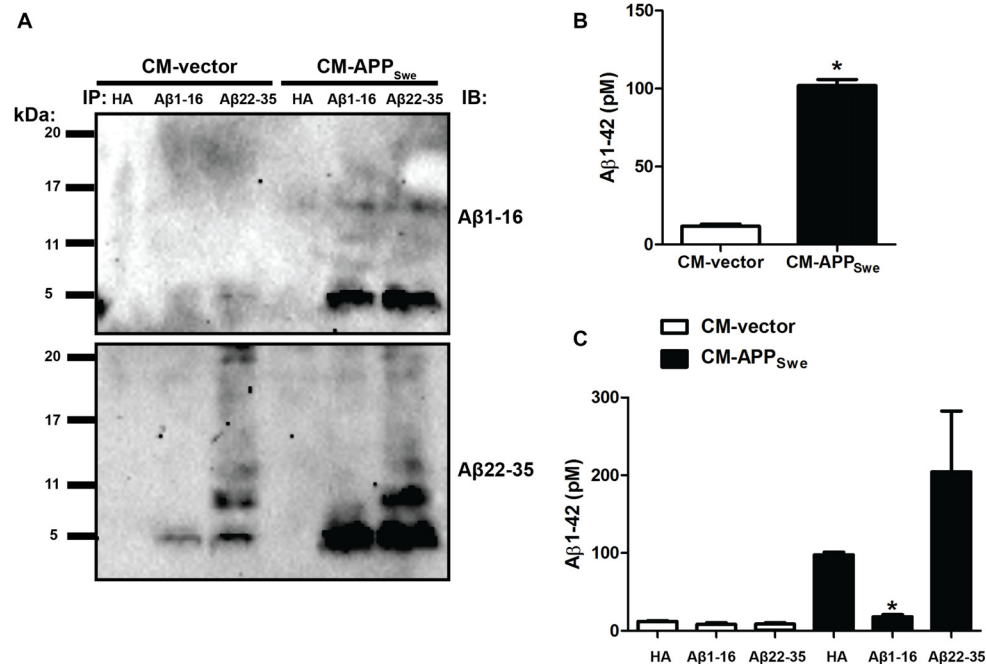 A
CM-vector CM-APPSwe
IP: HA Aβ1-16 Aβ22-35 HA Aβ1-16 Aβ22-35 IB:
kDa:
20
17
11
5
Aβ1-16
20
17
11
5
Aβ22-35
B
Aβ1-42 (pM)
150
100
50
0
CM-vector CM-APPSwe
*
C
CM-vector
CM-APPSwe
Aβ1-42 (pM)
300
200
100
0
*
HA Aβ1-16 Aβ22-35 HA Aβ1-16 Aβ22-35